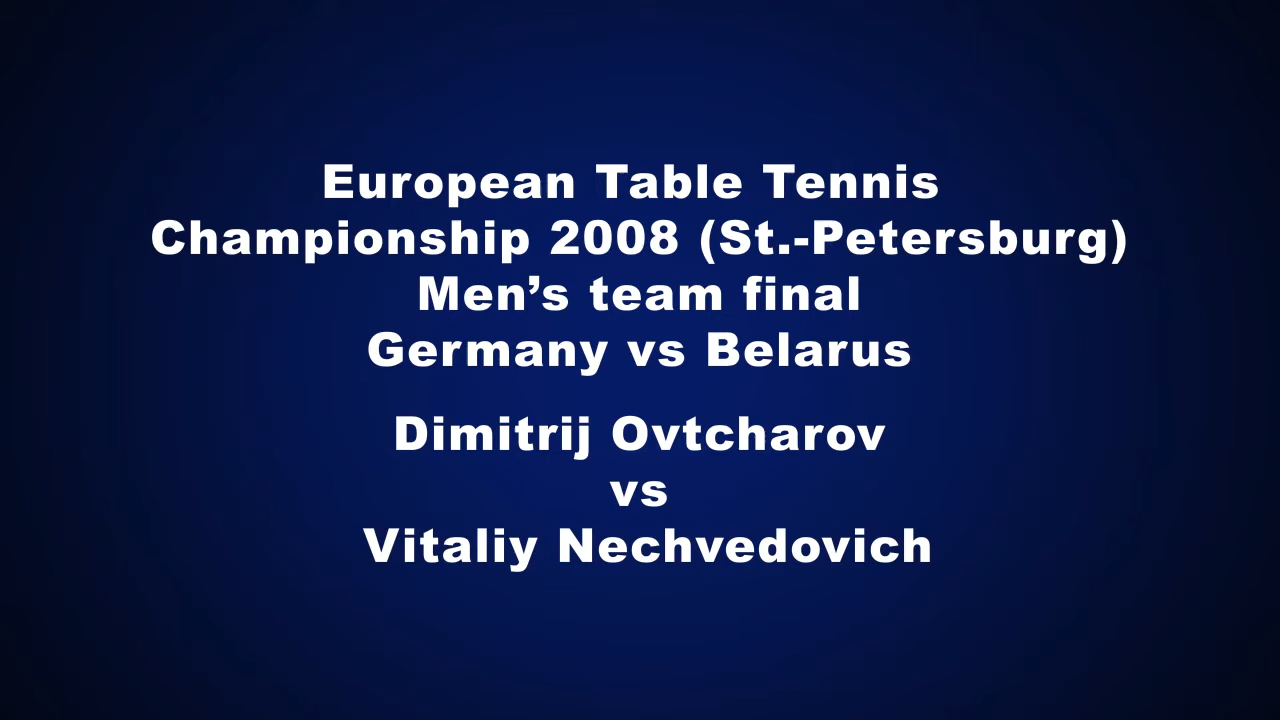 European Table Tennis
Championship 2008 (St.-Petersburg)
Men’s team final
Germany vs Belarus
Dimitrij Ovtcharov
vs
Vitaliy Nechvedovich